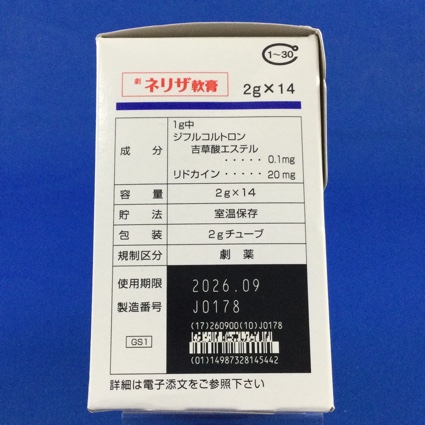 1~30°
劇 ネリザ軟膏 2g×14
成分
1g中
ジフルコルトロン
吉草酸エステル
・・・・・ 0.1mg
リドカイン ・・・・・ 20mg
容量 2g×14
貯法 室温保存
包装 2gチューブ
規制区分 劇薬
使用期限 2026.09
製造番号 J0178
(17)260900(10)J0178
GS1
(01)14987328145442
詳細は電子添文をご参照下さい